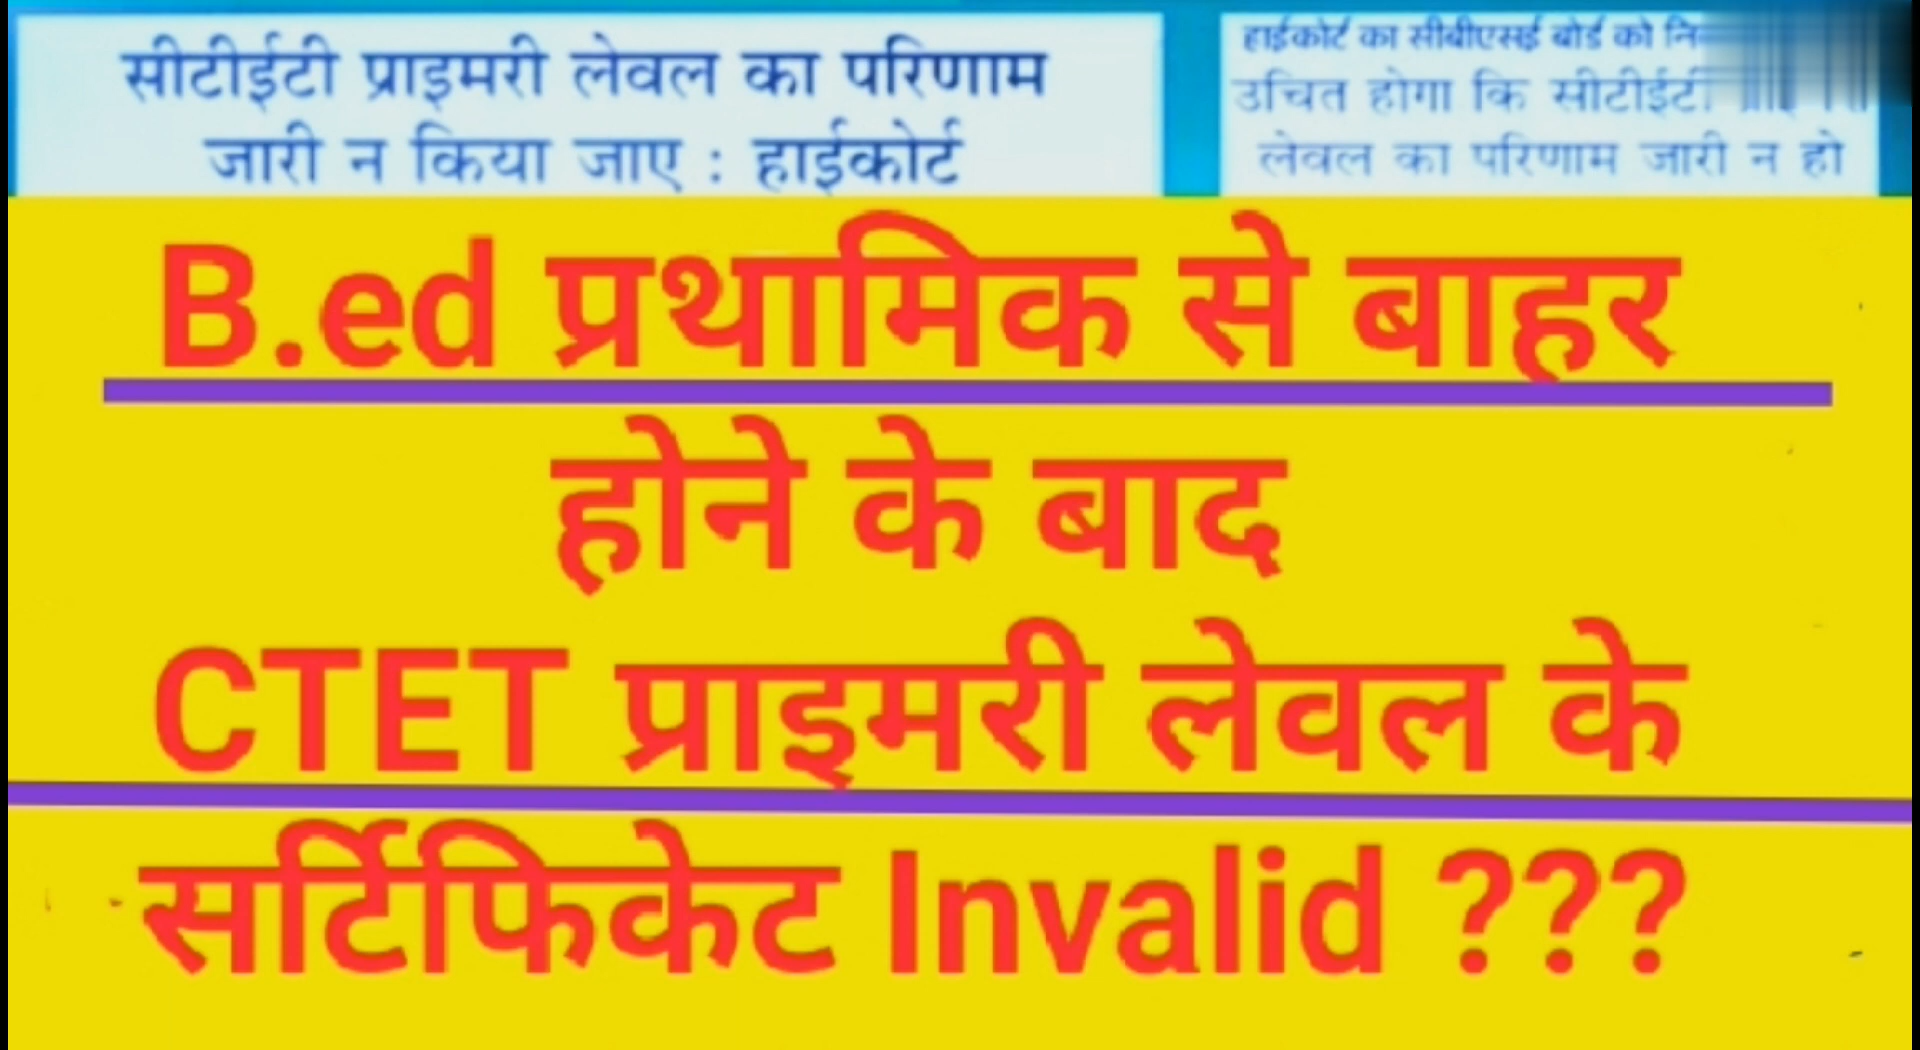 सीटीईटी प्राइमरी लेवल का परिणाम
जारी न किया जाए : हाईकोर्ट
हाईकोर्ट का सीबीएसई बोर्ड को
उचित होगा कि सीटीईटी
लेवल का परिणाम जारी न हो
B.ed प्रथामिक से बाहर
होने के बाद
CTET प्राइमरी लेवल के
सर्टिफिकेट Invalid ???